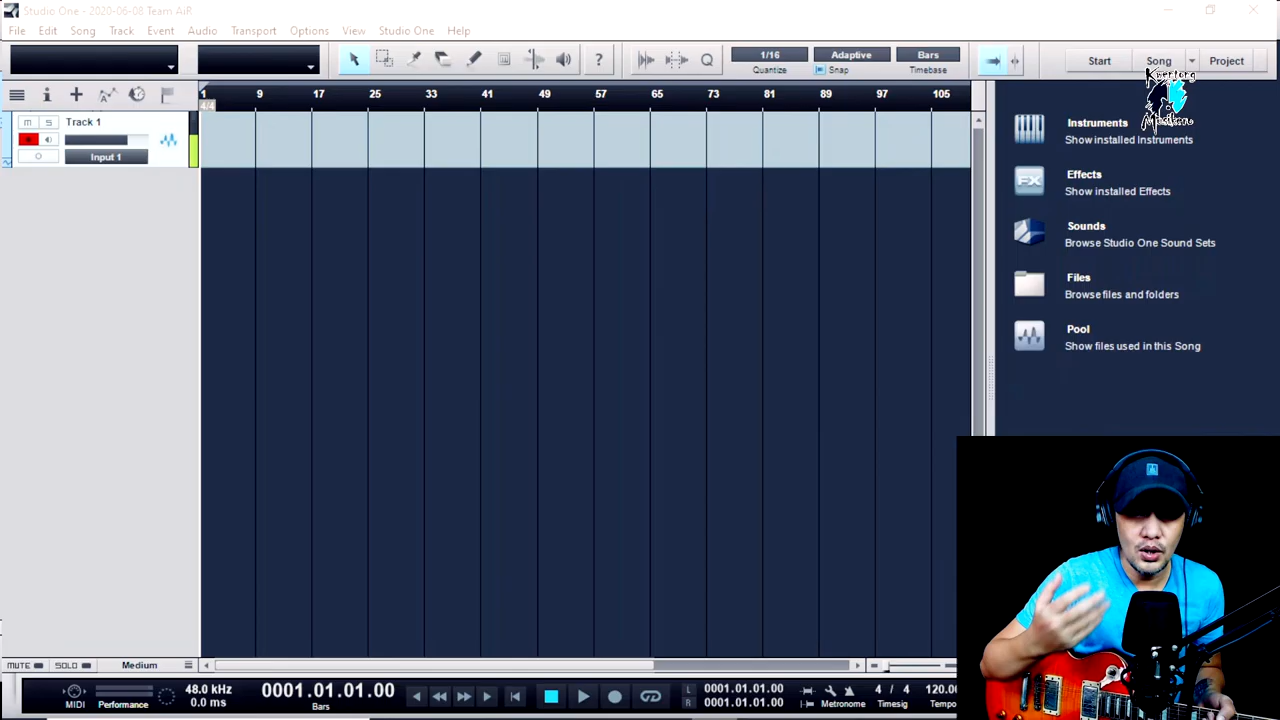 Studio One - 2020-06-08 Team AiR
File Edit Song Track Event Audio Transport Options View Studio One Help
? Q 1/16 Adaptive Bars Start Song Project
Quantize Snap Timebase
Kwertong
Musikero
1 9 17 25 33 41 49 57 65 73 81 89 97 105
4/4
M S Track 1
Input 1
Instruments
Show installed Instruments
FX
Effects
Show installed Effects
Sounds
Browse Studio One Sound Sets
Files
Browse files and folders
Pool
Show files used in this Song
MUTE SOLO Medium
MIDI Performance
48.0 kHz
0.0 ms
0001.01.01.00
Bars
L 0001.01.01.00
R 0001.01.01.00
Metronome
4 / 4
Timesig
120.00
Tempo